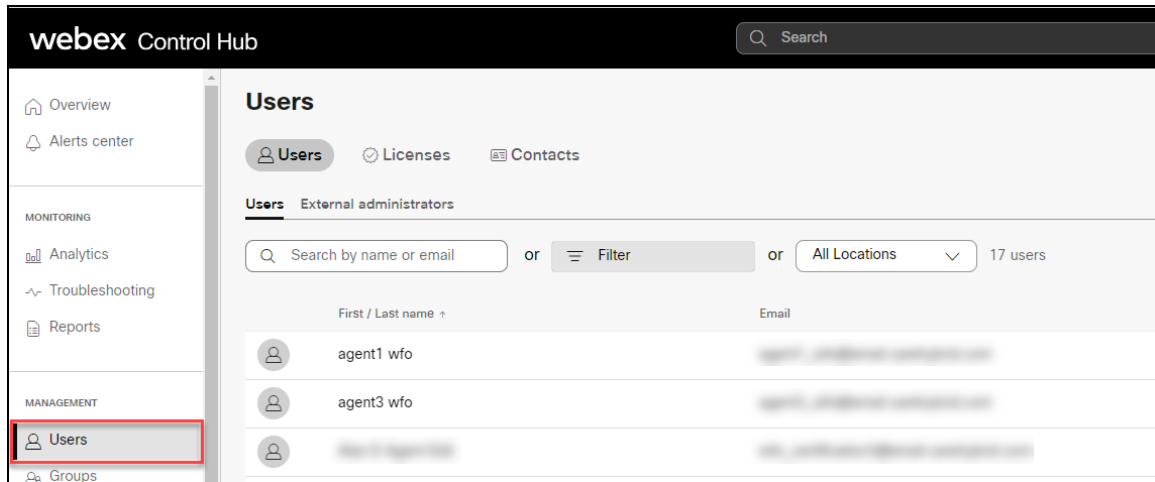 webex Control Hub
Search
Overview
Alerts center
MONITORING
Analytics
Troubleshooting
Reports
MANAGEMENT
Users
Groups
Users
Users Licenses Contacts
Users External administrators
Search by name or email or Filter or All Locations 17 users
First / Last name ↑ Email
agent1 wfo
agent3 wfo